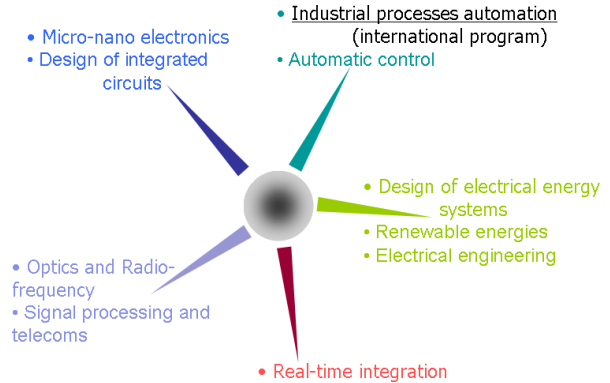 • Micro-nano electronics
• Design of integrated
circuits
• Industrial processes automation
(international program)
• Automatic control
• Design of electrical energy
systems
• Renewable energies
• Electrical engineering
• Optics and Radio-
frequency
• Signal processing and
telecoms
• Real-time integration